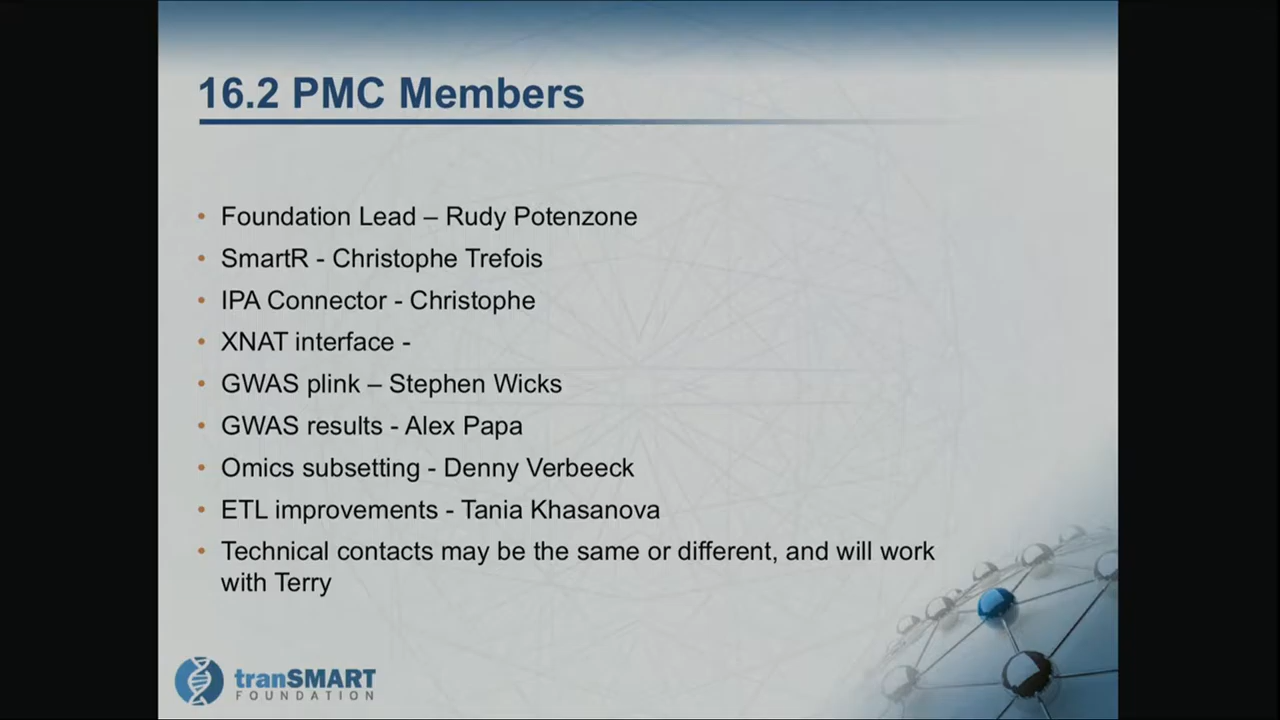 16.2 PMC Members
• Foundation Lead – Rudy Potenzone
• SmartR - Christophe Trefois
• IPA Connector - Christophe
• XNAT interface -
• GWAS plink – Stephen Wicks
• GWAS results - Alex Papa
• Omics subsetting - Denny Verbeeck
• ETL improvements - Tania Khasanova
• Technical contacts may be the same or different, and will work
with Terry
tranSMART
FOUNDATION